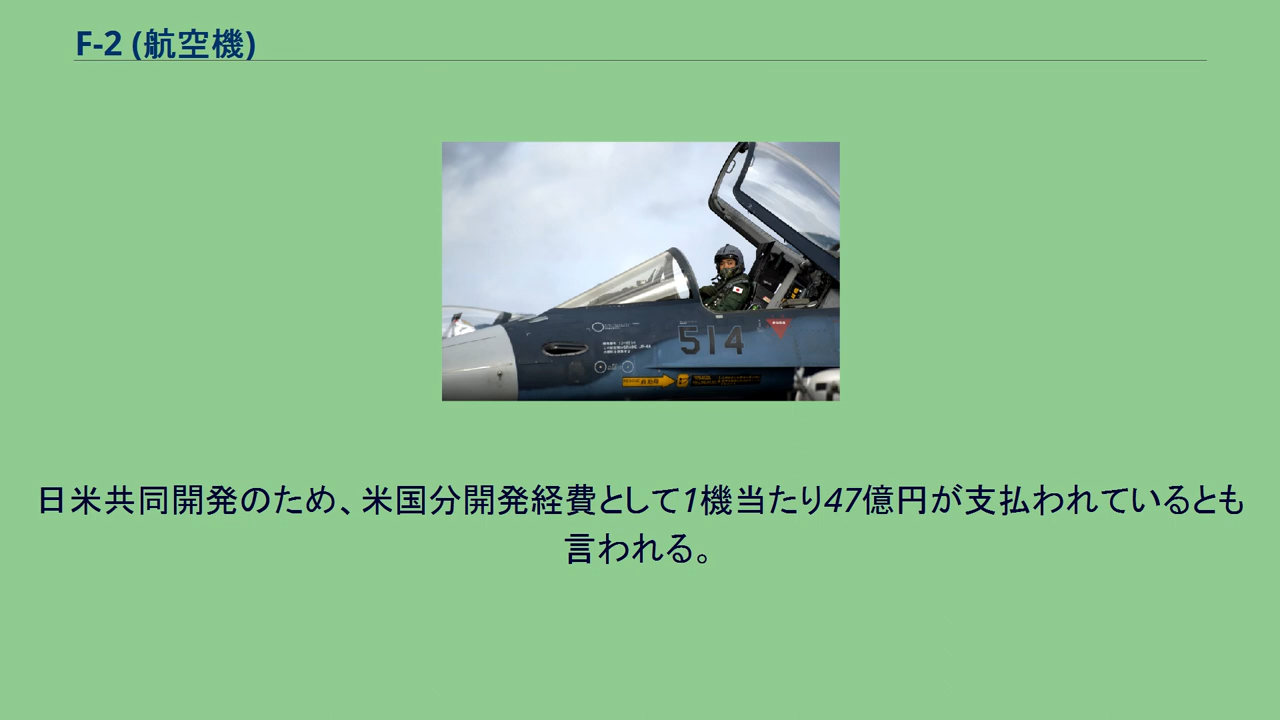 F-2 (航空機)
514
日米共同開発のため、米国分開発経費として1機当たり47億円が支払われているとも
言われる。